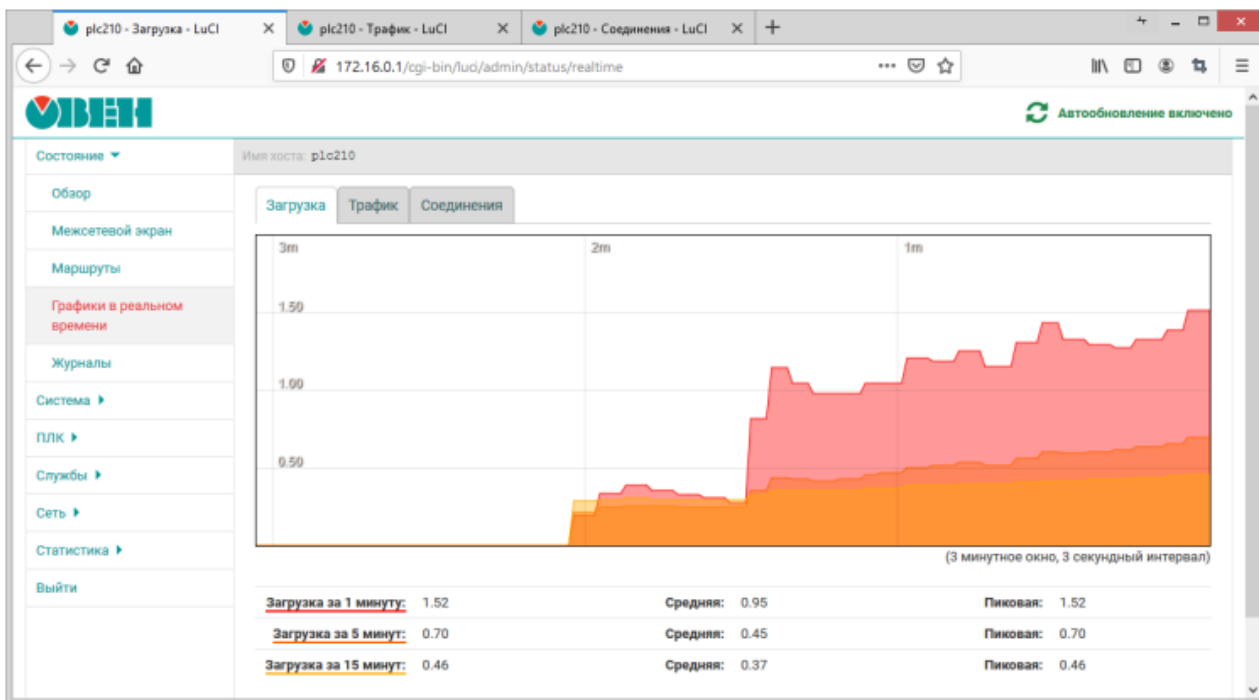 plc210 - Загрузка - LuCI
plc210 - Трафик - LuCI
plc210 - Соединения - LuCI
172.16.0.1/cgi-bin/luci/admin/status/realtime
ОВЕН
Автообновление включено
Состояние
Имя хоста: plc210
Обзор
Межсетевой экран
Маршруты
Графики в реальном
времени
Журналы
Система
ПЛК
Службы
Сеть
Статистика
Выйти
Загрузка Трафик Соединения
3m 2m 1m
1.50
1.00
0.50
(3 минутное окно, 3 секундный интервал)
Загрузка за 1 минуту: 1.52 Средняя: 0.95 Пиковая: 1.52
Загрузка за 5 минут: 0.70 Средняя: 0.45 Пиковая: 0.70
Загрузка за 15 минут: 0.46 Средняя: 0.37 Пиковая: 0.46